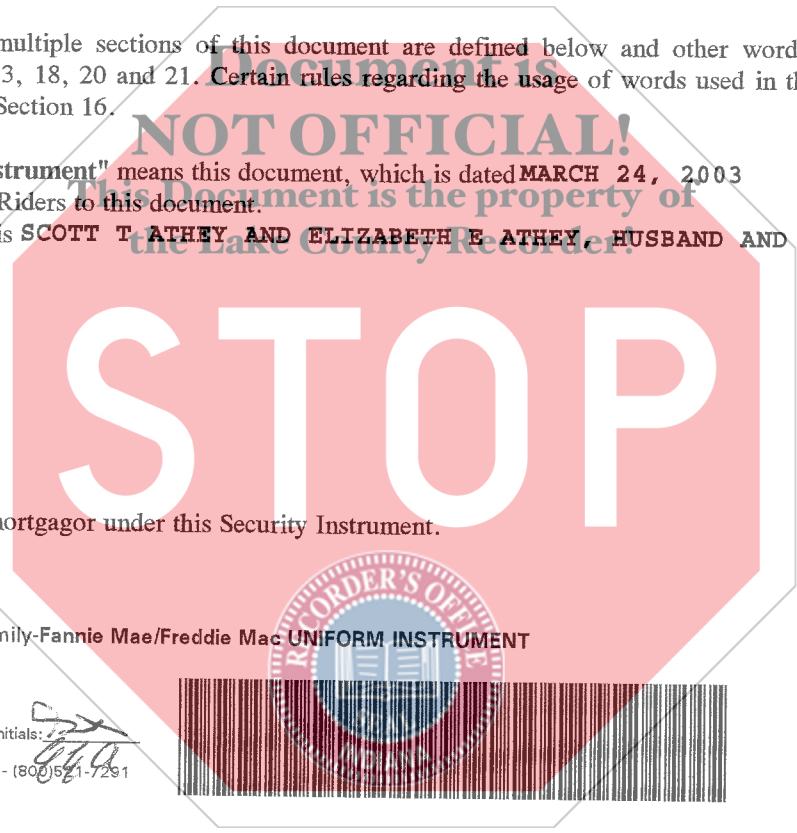 multiple sections of this document are defined below and other word
Document is
3, 18, 20 and 21. Certain rules regarding the usage of words used in th
Section 16.
NOT OFFICIAL!
strument" means this document, which is dated MARCH 24, 2003
This Document is the property of
Riders to this document.
is SCOTT T ATHEY AND ELIZABETH E ATHEY, HUSBAND AND
the Lake County Recorder!
STOP
mortgagor under this Security Instrument.
RECORDER'S OFFICE
mily-Fannie Mae/Freddie Mac UNIFORM INSTRUMENT
SEAL
INDIANA
nitials:
- (800)521-7291